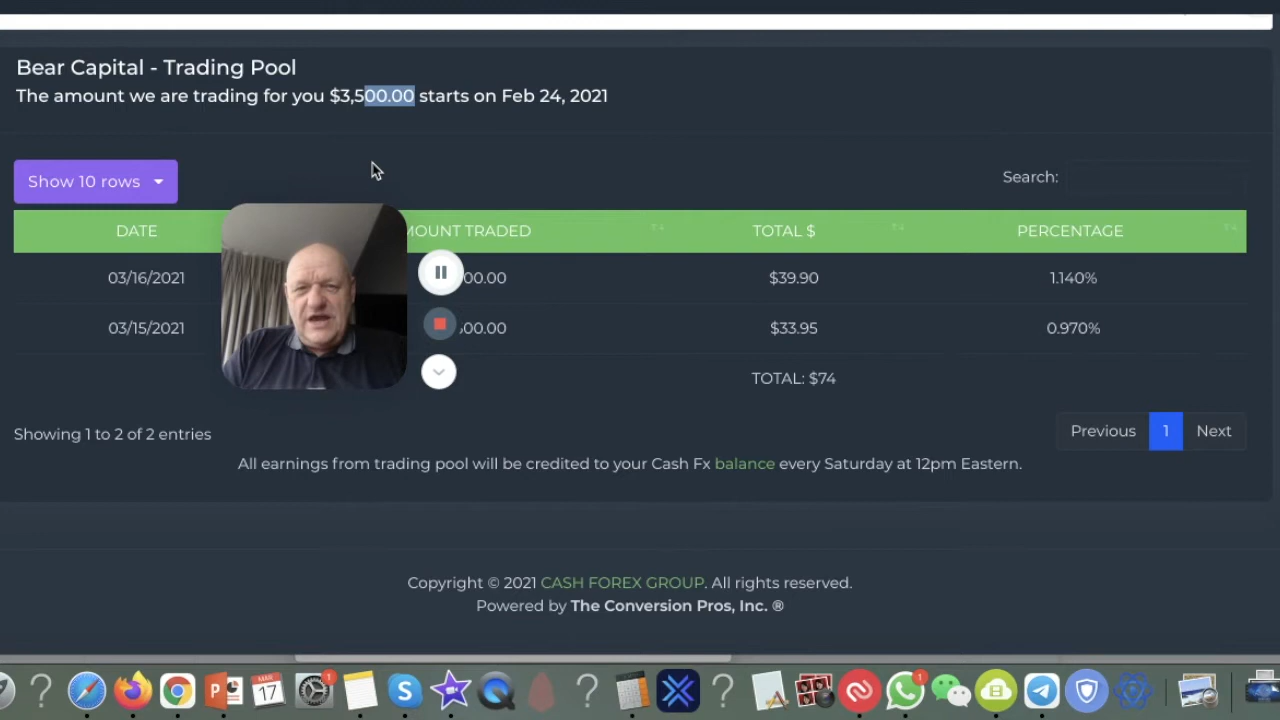 Bear Capital - Trading Pool
The amount we are trading for you $3,500.00 starts on Feb 24, 2021
Show 10 rows
Search:
DATE MOUNT TRADED TOTAL $ PERCENTAGE
03/16/2021 00.00 $39.90 1.140%
03/15/2021 00.00 $33.95 0.970%
TOTAL: $74
Showing 1 to 2 of 2 entries
Previous 1 Next
All earnings from trading pool will be credited to your Cash Fx balance every Saturday at 12pm Eastern.
Copyright © 2021 CASH FOREX GROUP. All rights reserved.
Powered by The Conversion Pros, Inc. ®
MAR
17
1
1